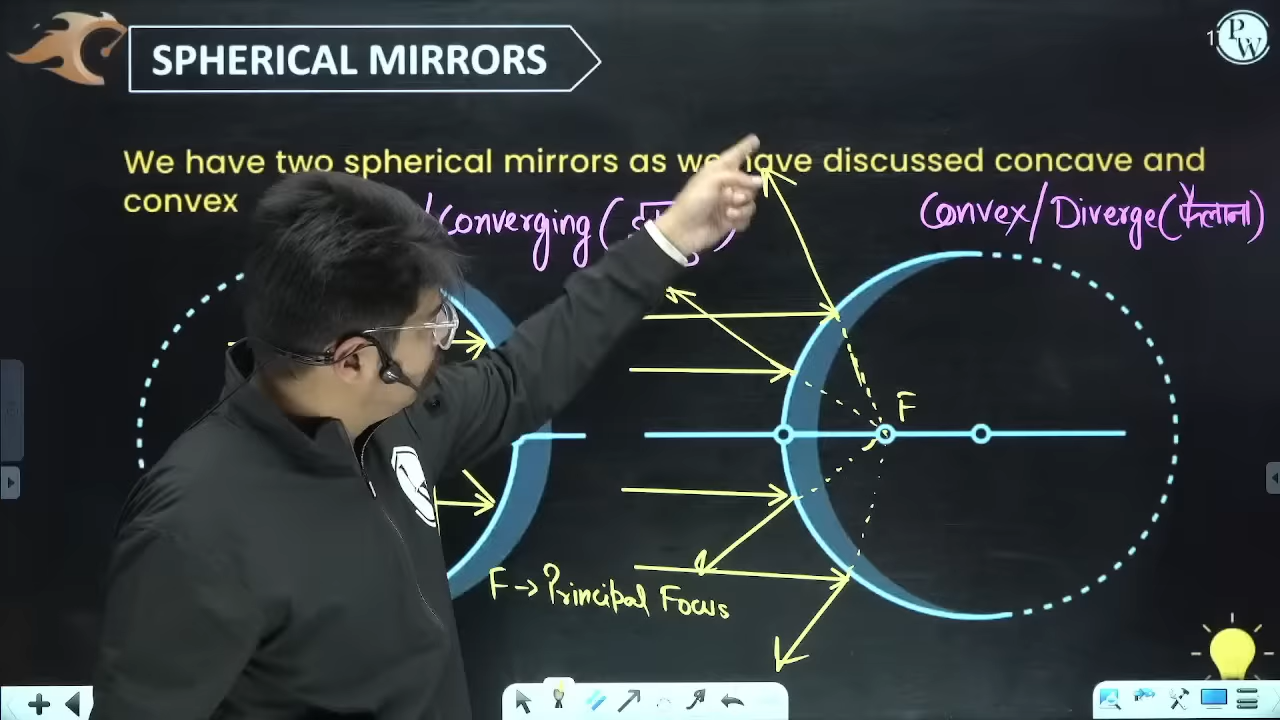 SPHERICAL MIRRORS
PW
We have two spherical mirrors as we have discussed concave and
convex
/Converging (
Convex/Diverge(फैलाना)
F
F→Principal Focus